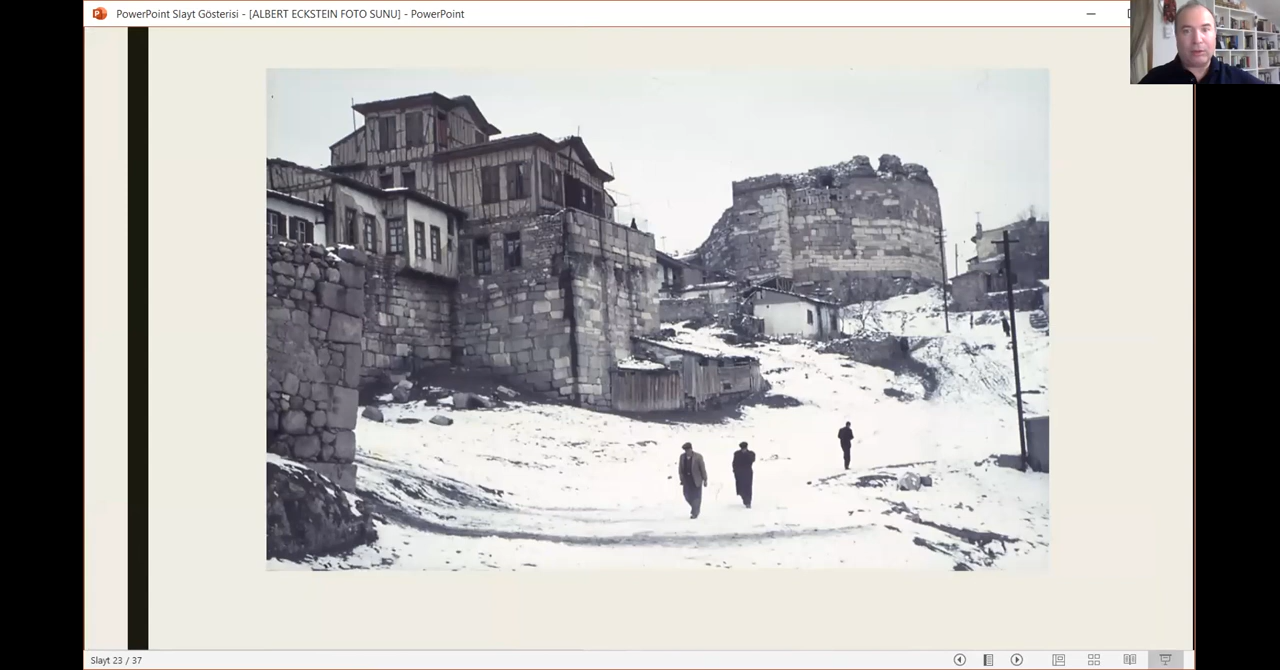 PowerPoint Slayt Gösterisi - [ALBERT ECKSTEIN FOTO SUNU] - PowerPoint
Slayt 23 / 37